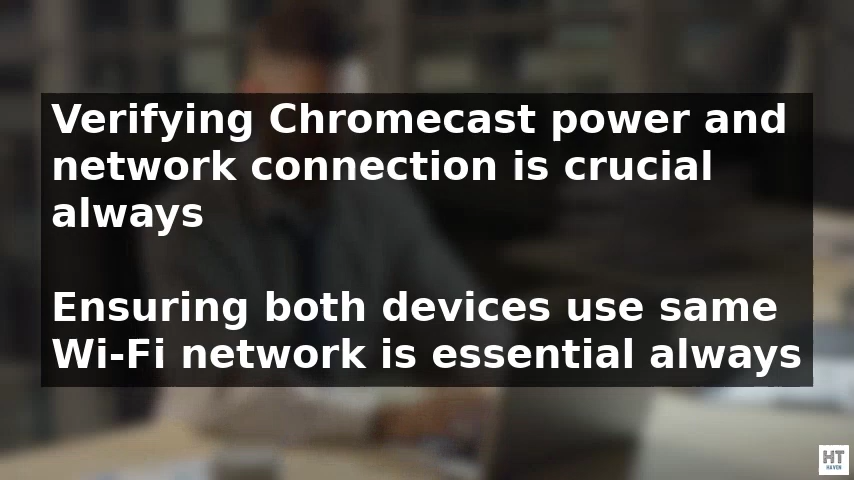 Verifying Chromecast power and
network connection is crucial
always
Ensuring both devices use same
Wi-Fi network is essential always
HT
HAVEN